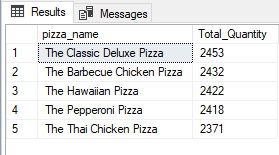 Results Messages
pizza_name Total_Quantity
1 The Classic Deluxe Pizza 2453
2 The Barbecue Chicken Pizza 2432
3 The Hawaiian Pizza 2422
4 The Pepperoni Pizza 2418
5 The Thai Chicken Pizza 2371